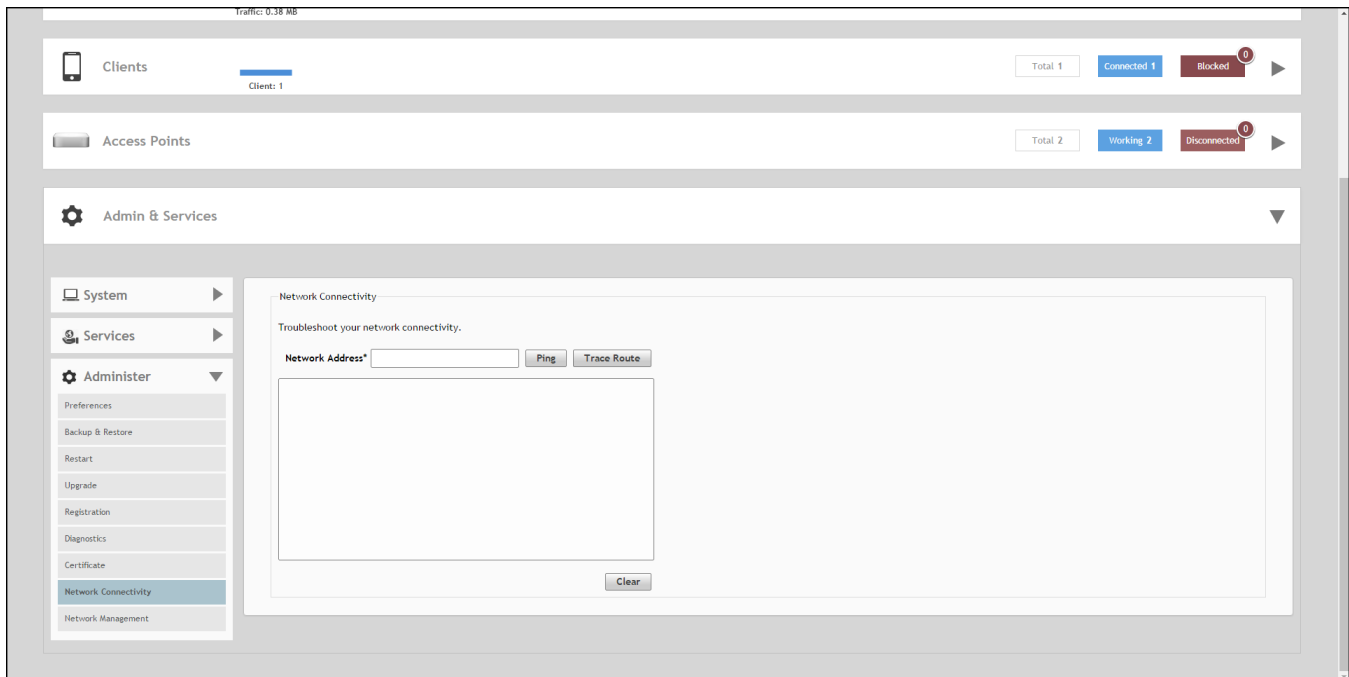 Traffic: 0.38 MB
Clients
Client: 1
Total 1
Connected 1
Blocked
0
Access Points
Total 2
Working 2
Disconnected
0
Admin & Services
System
Services
Administer
Preferences
Backup & Restore
Restart
Upgrade
Registration
Diagnostics
Certificate
Network Connectivity
Network Management
Network Connectivity
Troubleshoot your network connectivity.
Network Address*
Ping
Trace Route
Clear